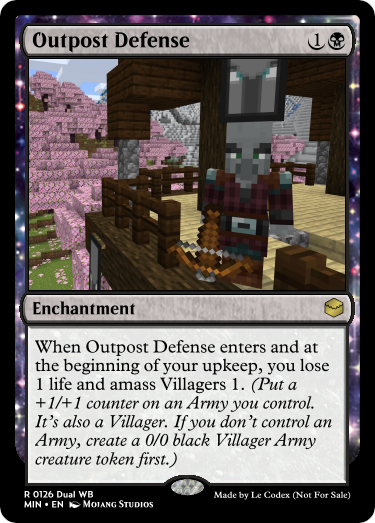 Outpost Defense 1
Enchantment
When Outpost Defense enters and at
the beginning of your upkeep, you lose
1 life and amass Villagers 1. (Put a
+1/+1 counter on an Army you control.
It's also a Villager. If you don't control an
Army, create a 0/0 black Villager Army
creature token first.)
R 0126 Dual WB
MIN • EN Mojang Studios
Made by Le Codex (Not For Sale)